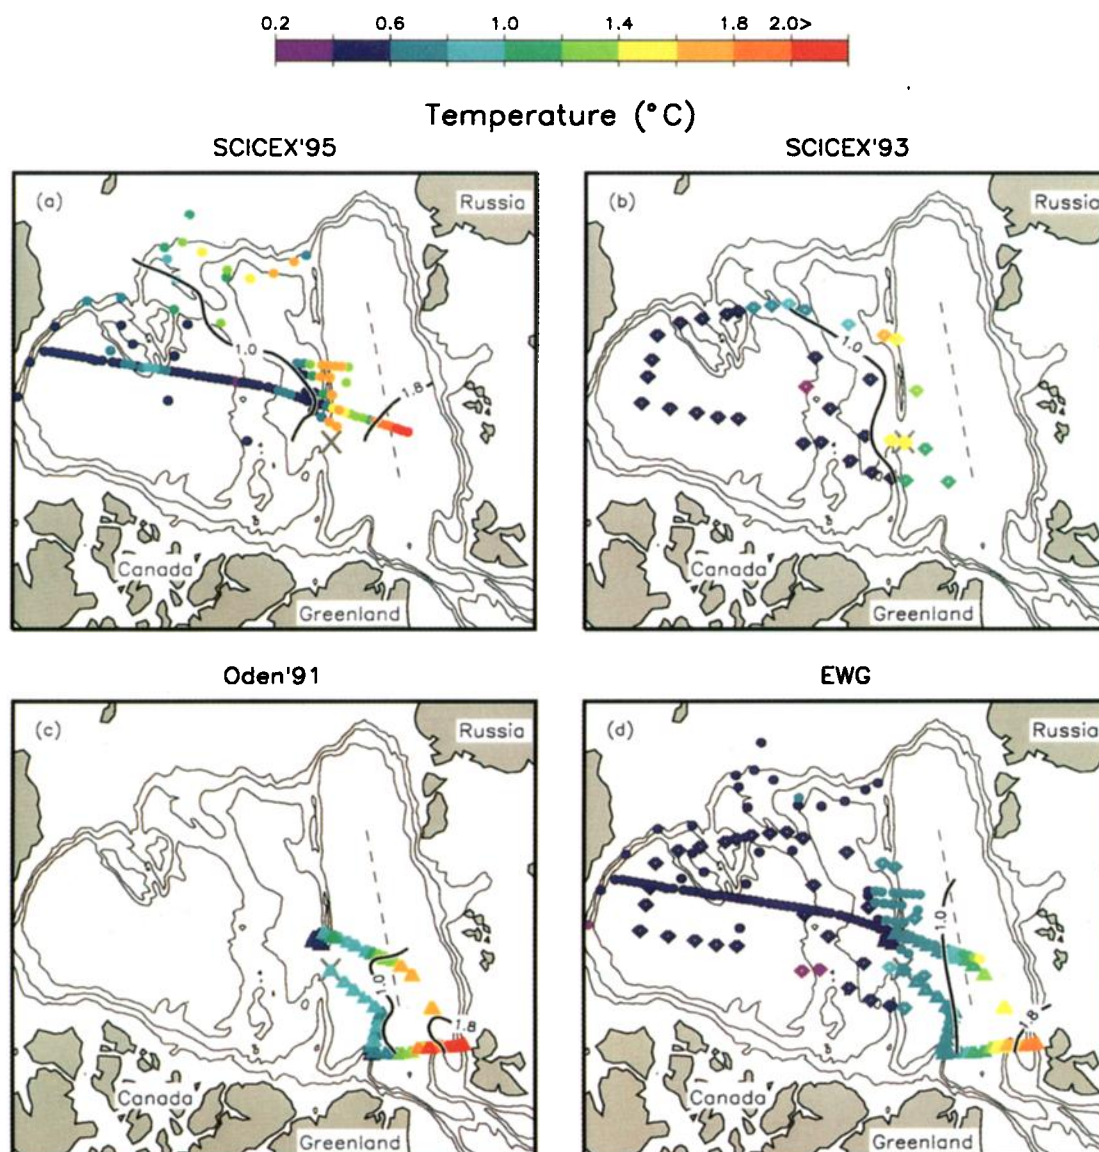 0.2 0.6 1.0 1.4 1.8 2.0>
Temperature (°C)
SCICEX'95 SCICEX'93
(a) Russia (b) Russia
1.0 1.0
1.8
Canada Canada
Greenland Greenland
Oden'91 EWG
(c) Russia (d) Russia
1.0 1.8 1.0 1.8
Canada Canada
Greenland Greenland